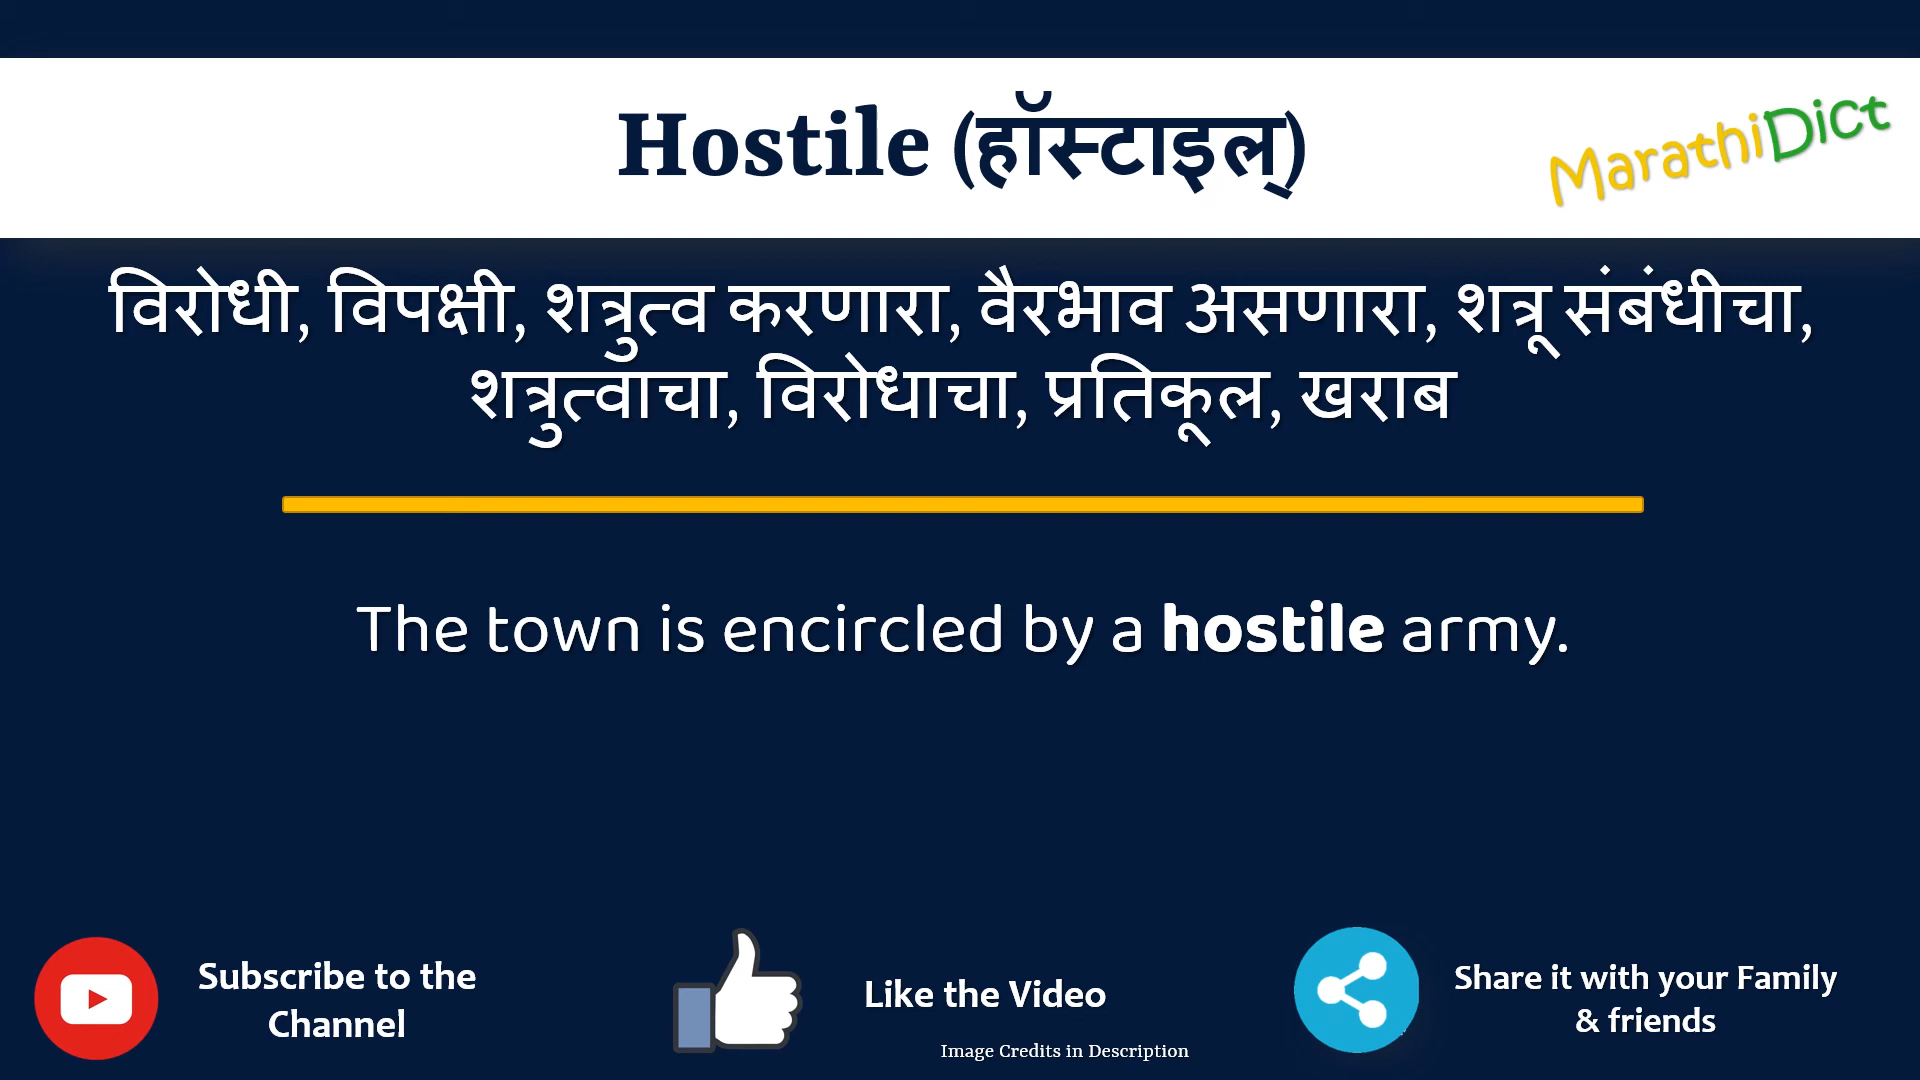 Hostile (हॉस्टाइल्)
MarathiDict
विरोधी, विपक्षी, शत्रुत्व करणारा, वैरभाव असणारा, शत्रू संबंधीचा,
शत्रुत्वाचा, विरोधाचा, प्रतिकूल, खराब
The town is encircled by a hostile army.
Subscribe to the
Channel
Like the Video
Share it with your Family
& friends
Image Credits in Description